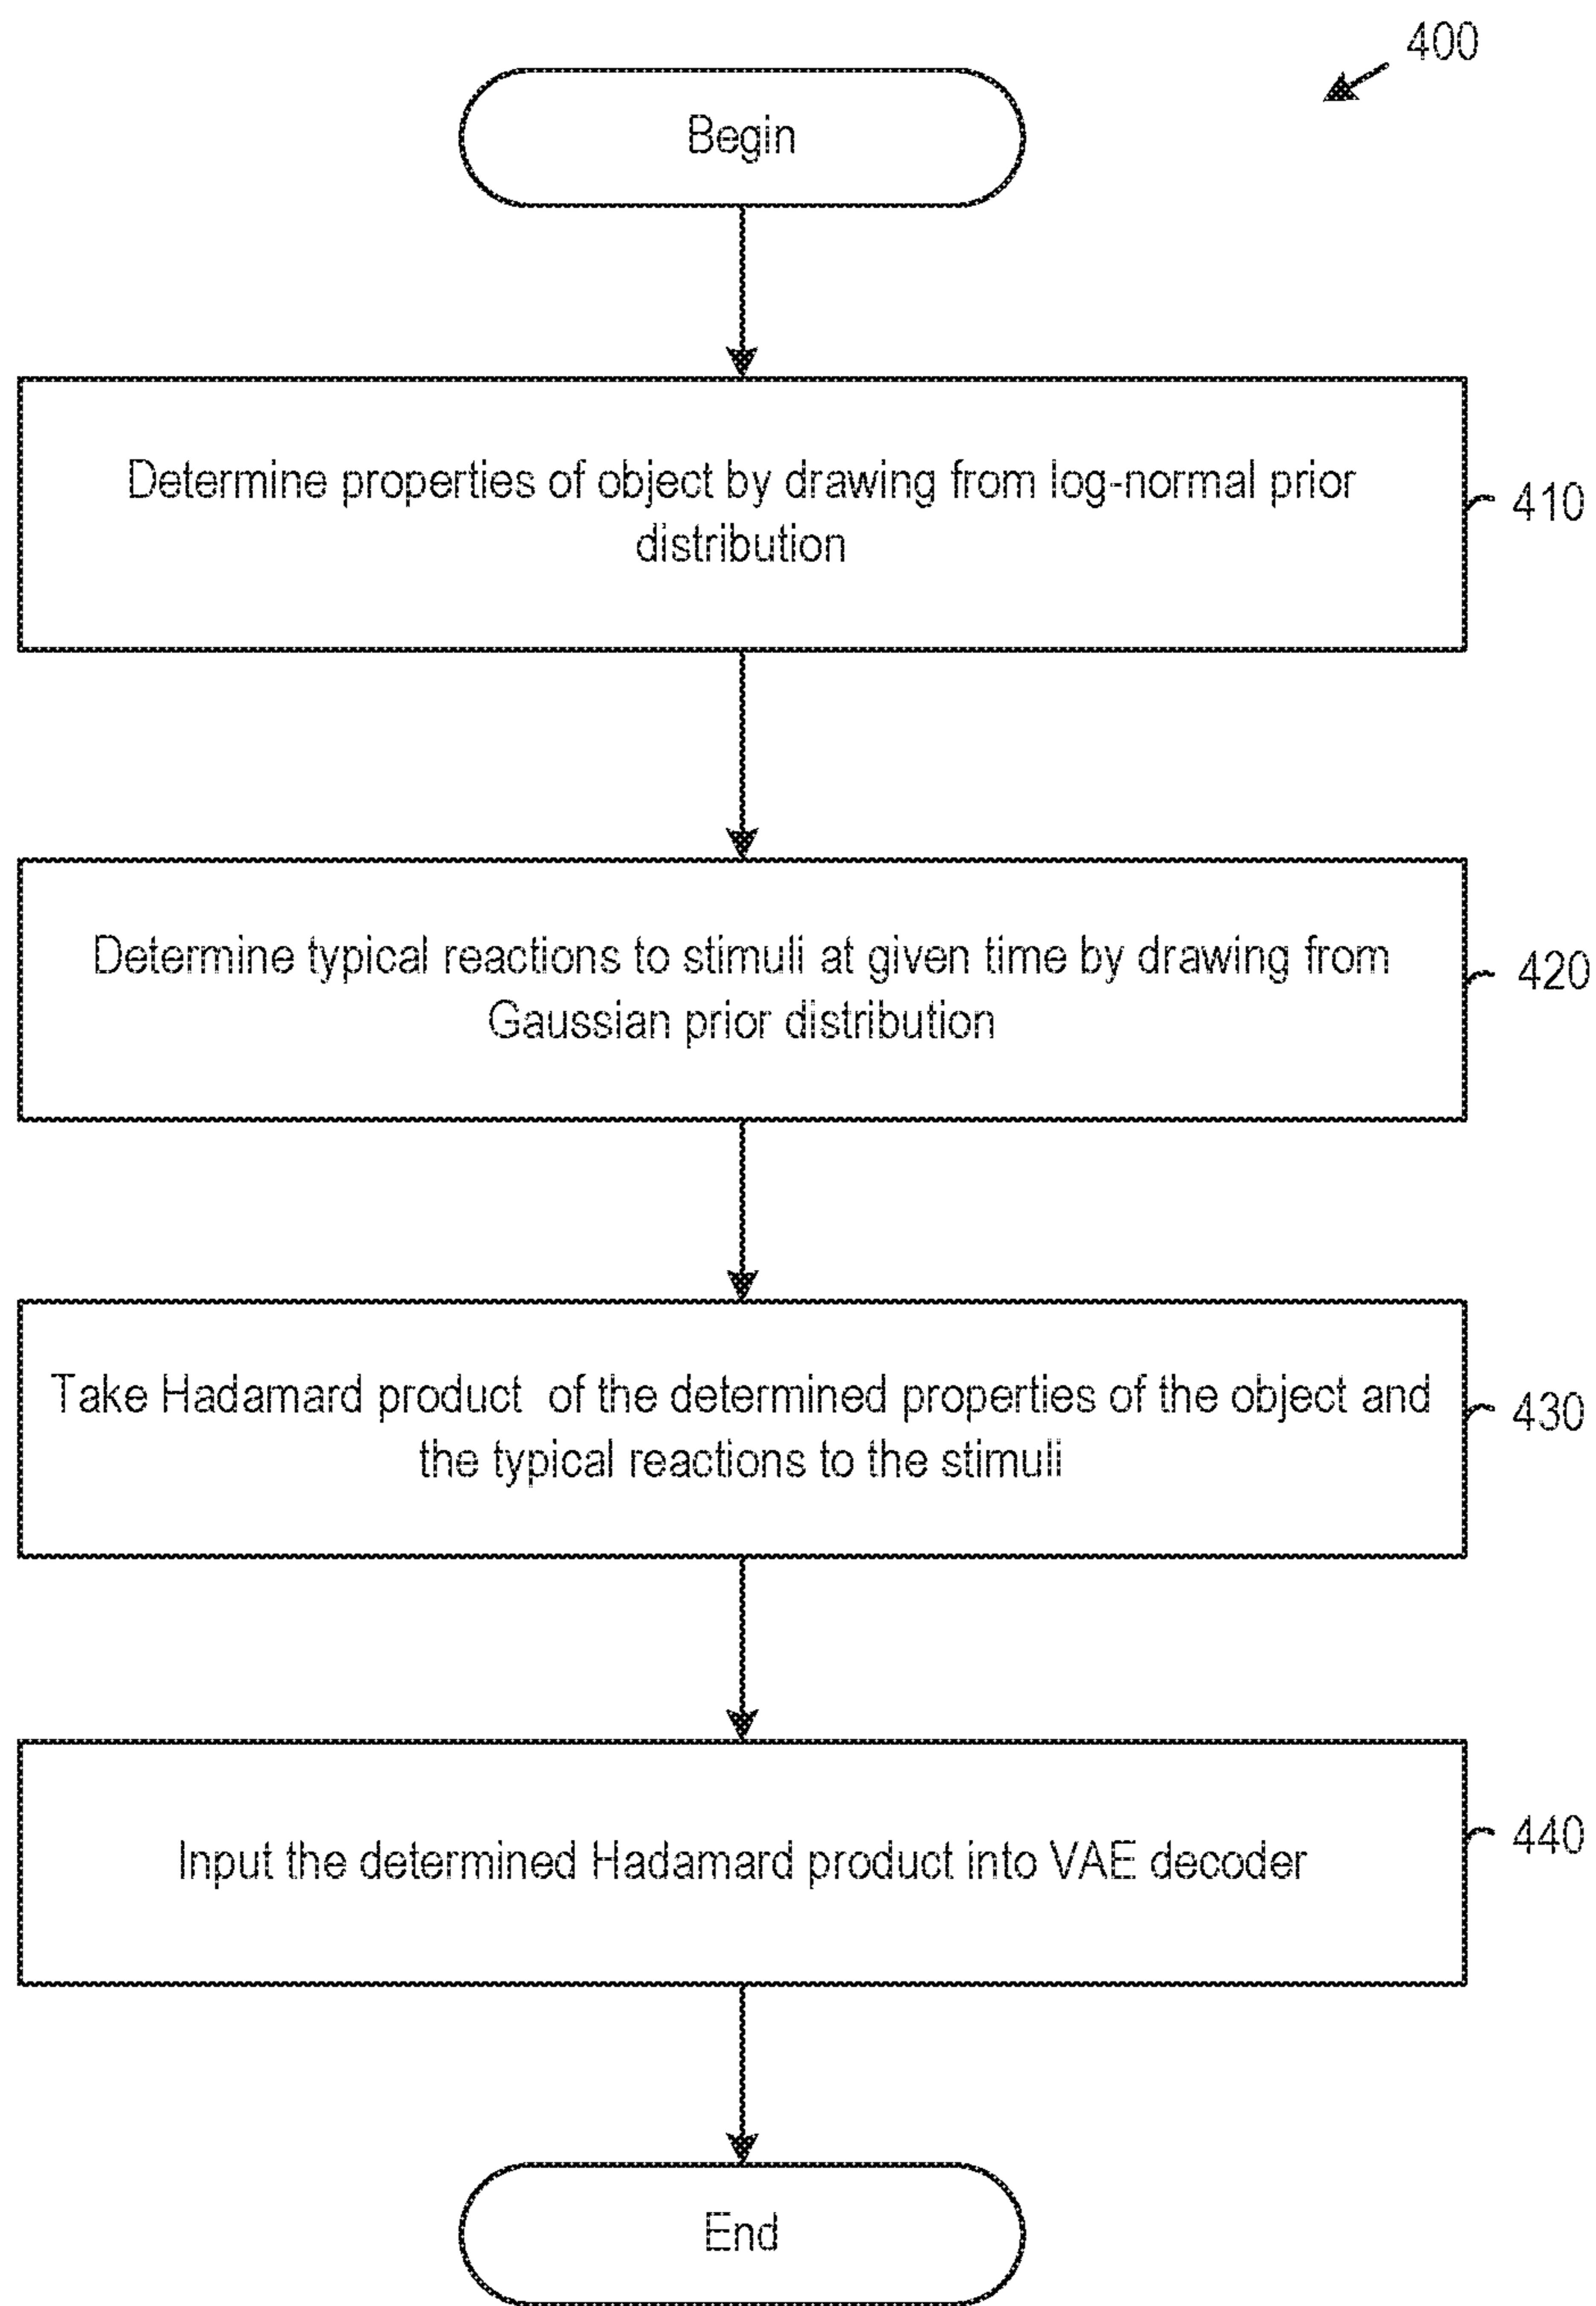 400
Begin
Determine properties of object by drawing from log-normal prior
distribution
410
Determine typical reactions to stimuli at given time by drawing from
Gaussian prior distribution
420
Take Hadamard product of the determined properties of the object and
the typical reactions to the stimuli
430
Input the determined Hadamard product into VAE decoder
440
End